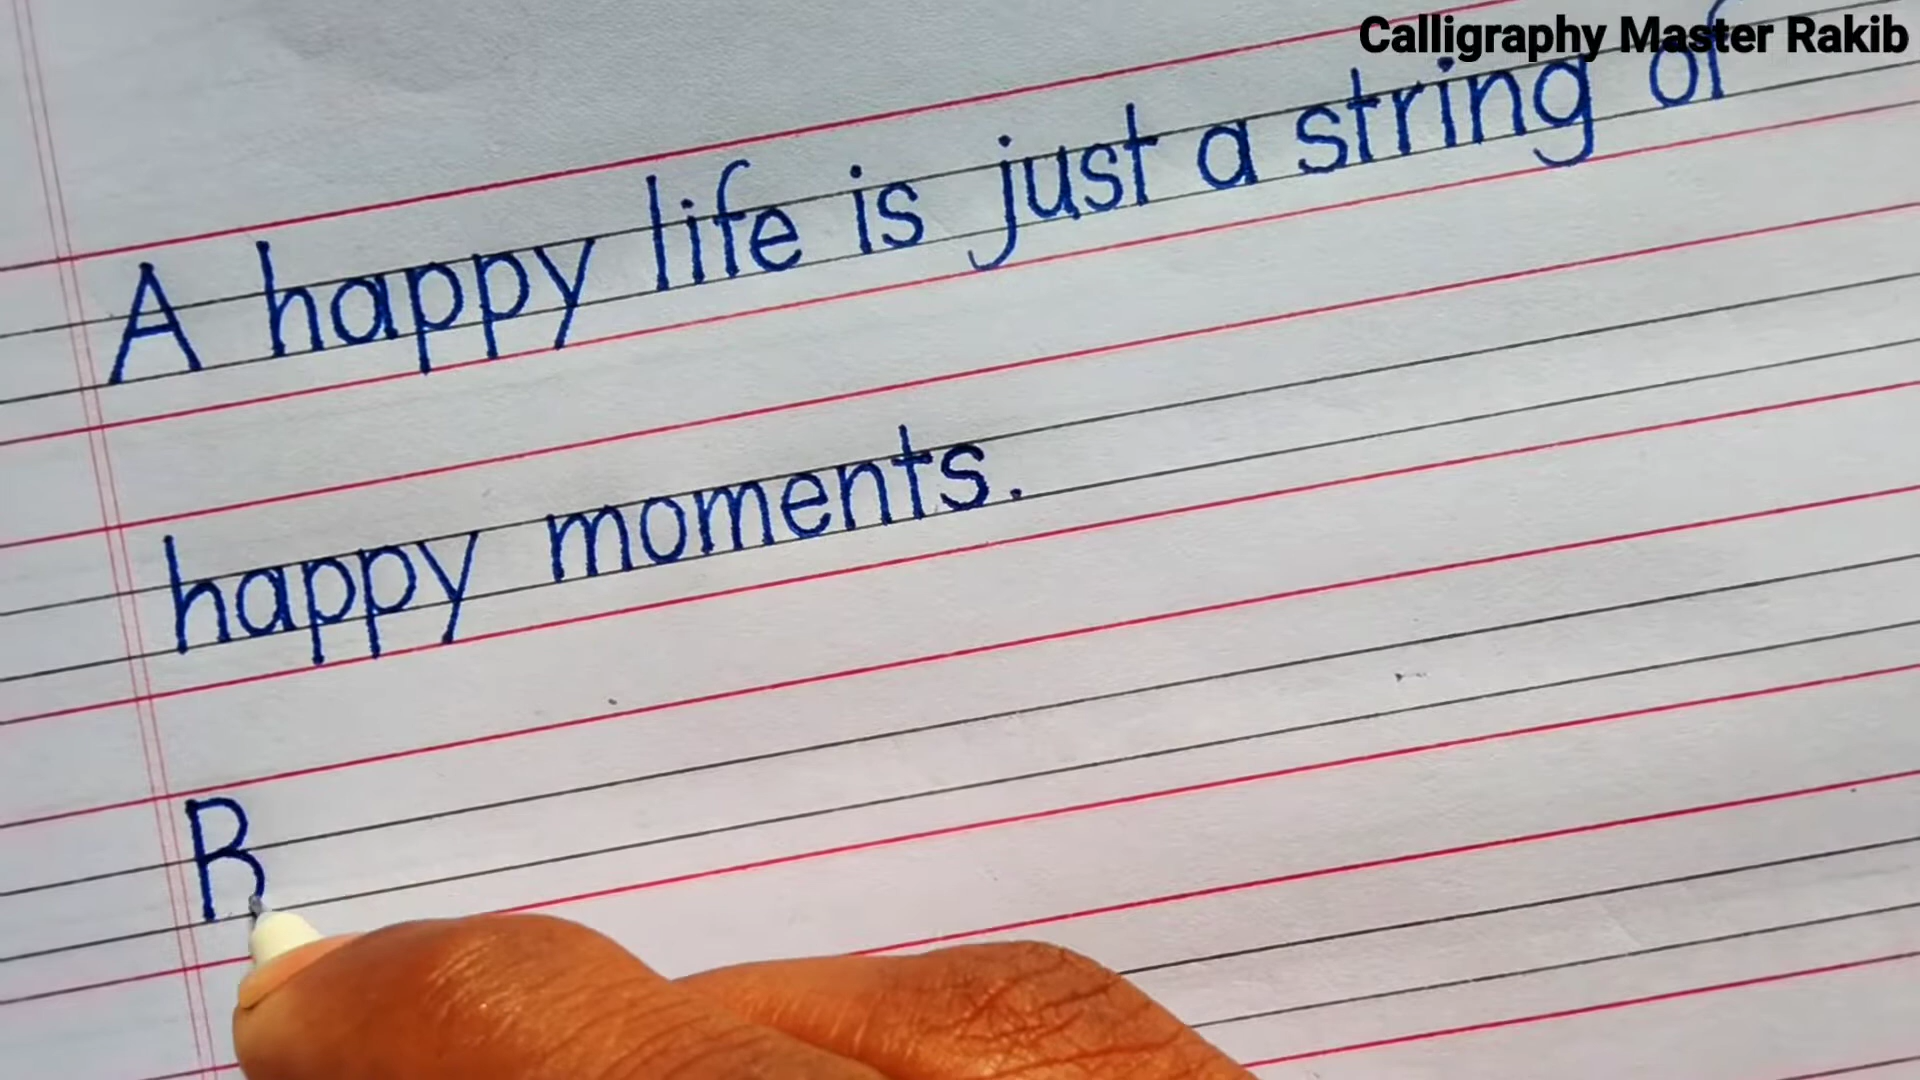 Calligraphy Master Rakib
A happy life is just a string of
happy moments.
B